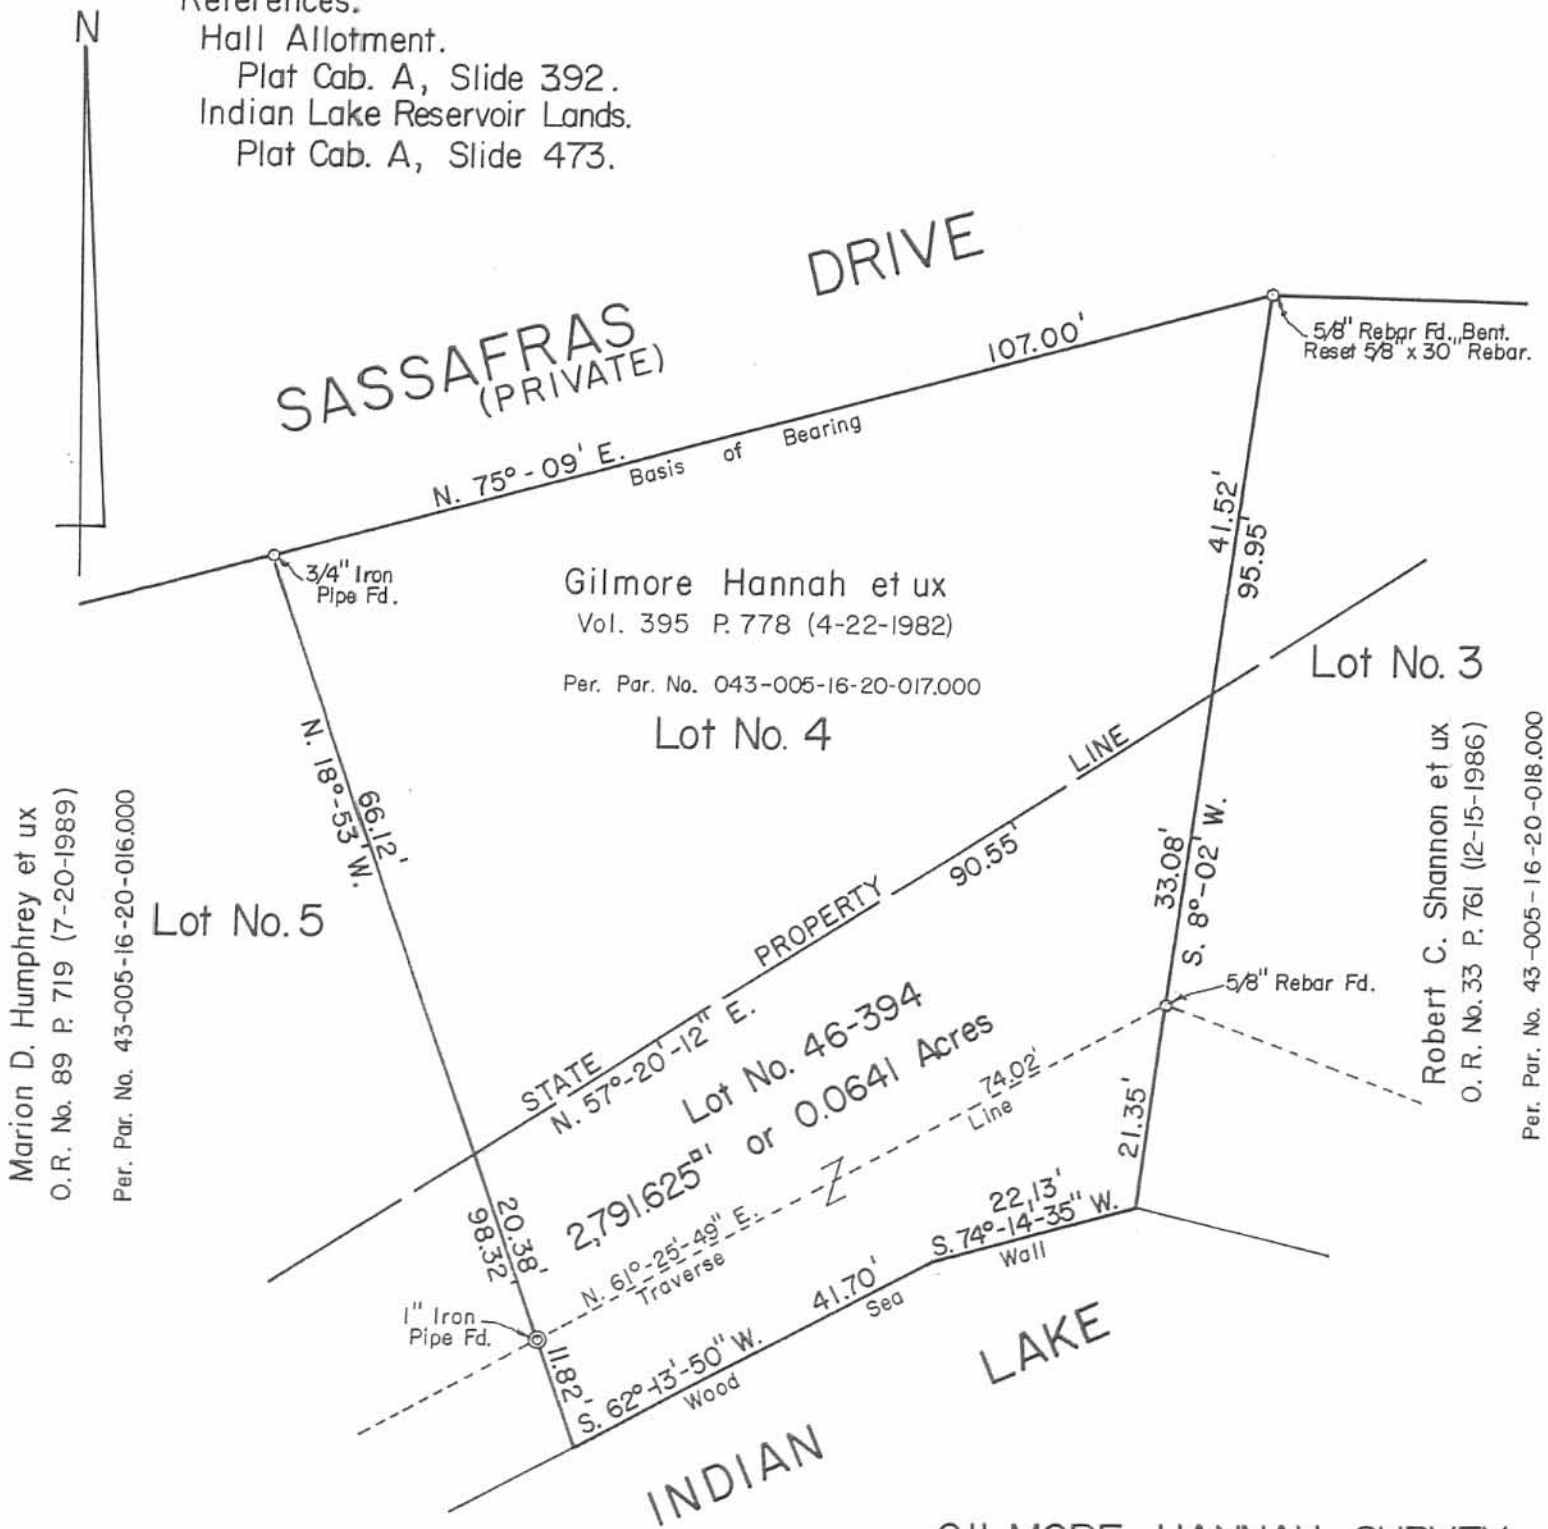 References.
N
Hall Allotment.
Plat Cab. A, Slide 392.
Indian Lake Reservoir Lands.
Plat Cab. A, Slide 473.
SASSAFRAS DRIVE
(PRIVATE)
107.00'
5/8" Rebar Fd., Bent.
Reset 5/8" x 30" Rebar.
N. 75°-09' E.
Basis of Bearing
3/4" Iron
Pipe Fd.
41.52'
95.95'
Gilmore Hannah et ux
Vol. 395 P. 778 (4-22-1982)
Per. Par. No. 043-005-16-20-017.000
Lot No. 4
Lot No. 3
N. 18°-53' W.
66.12'
Marion D. Humphrey et ux
O.R. No. 89 P. 719 (7-20-1989)
Per. Par. No. 43-005-16-20-016.000
Lot No. 5
Robert C. Shannon et ux
O.R. No. 33 P. 761 (12-15-1986)
Per. Par. No. 43-005-16-20-018.000
STATE PROPERTY LINE
N. 57°-20'-12" E.
90.55'
33.08'
S. 8°-02' W.
5/8" Rebar Fd.
Lot No. 46-394
2,791.625□' or 0.0641 Acres
N. 61°-25'-49" E.
74.02'
Traverse Line
21.35'
20.38'
98.32'
1" Iron
Pipe Fd.
11.82'
22,13'
S. 74°-14-35" W.
41.70'
S. 62°-13'-50" W.
Wood Sea Wall
INDIAN LAKE
GILMORE HANNAH SURVEY